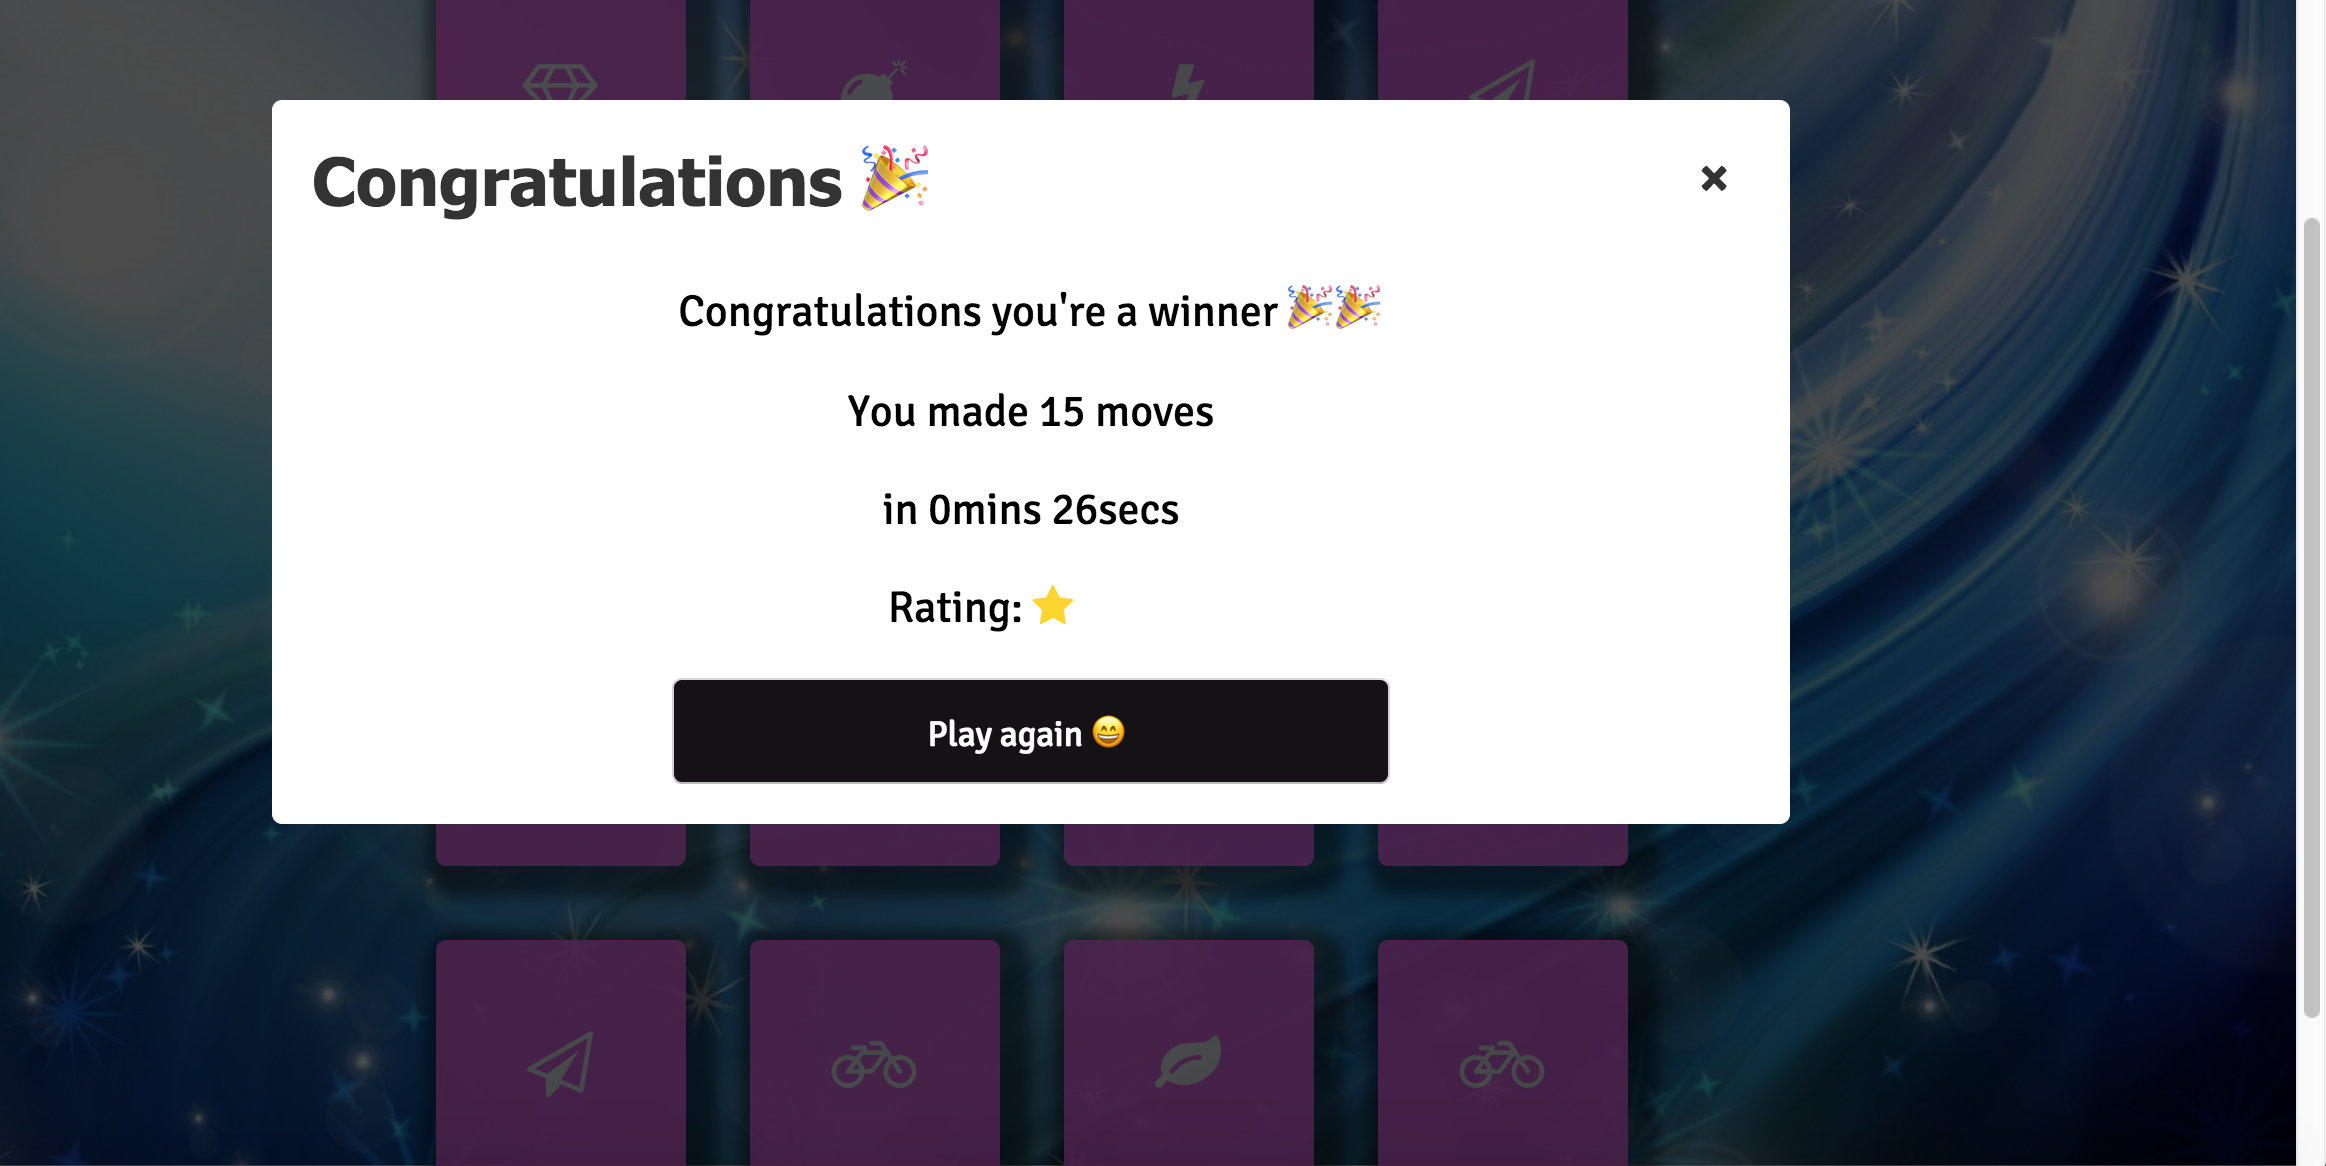 Congratulations 🎉
Congratulations you're a winner 🎉🎉
You made 15 moves
in 0mins 26secs
Rating: ⭐
Play again 😄